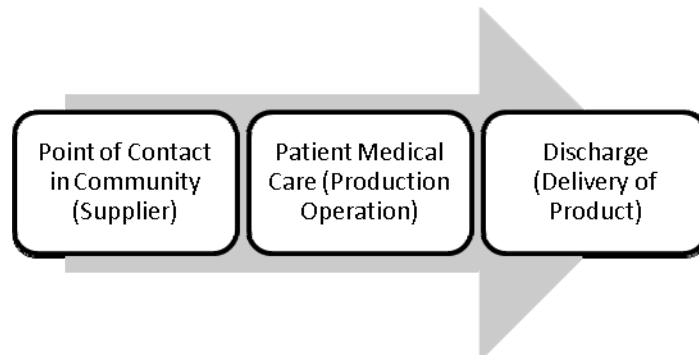 Point of Contact
in Community
(Supplier)
Patient Medical
Care (Production
Operation)
Discharge
(Delivery of
Product)